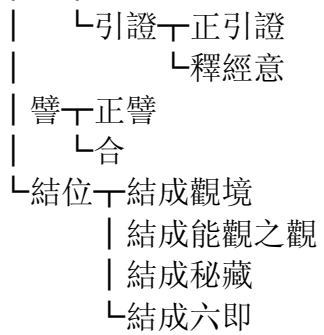 引證 正引證
釋經意
譬 正譬
合
結位 結成觀境
結成能觀之觀
結成秘藏
結成六即